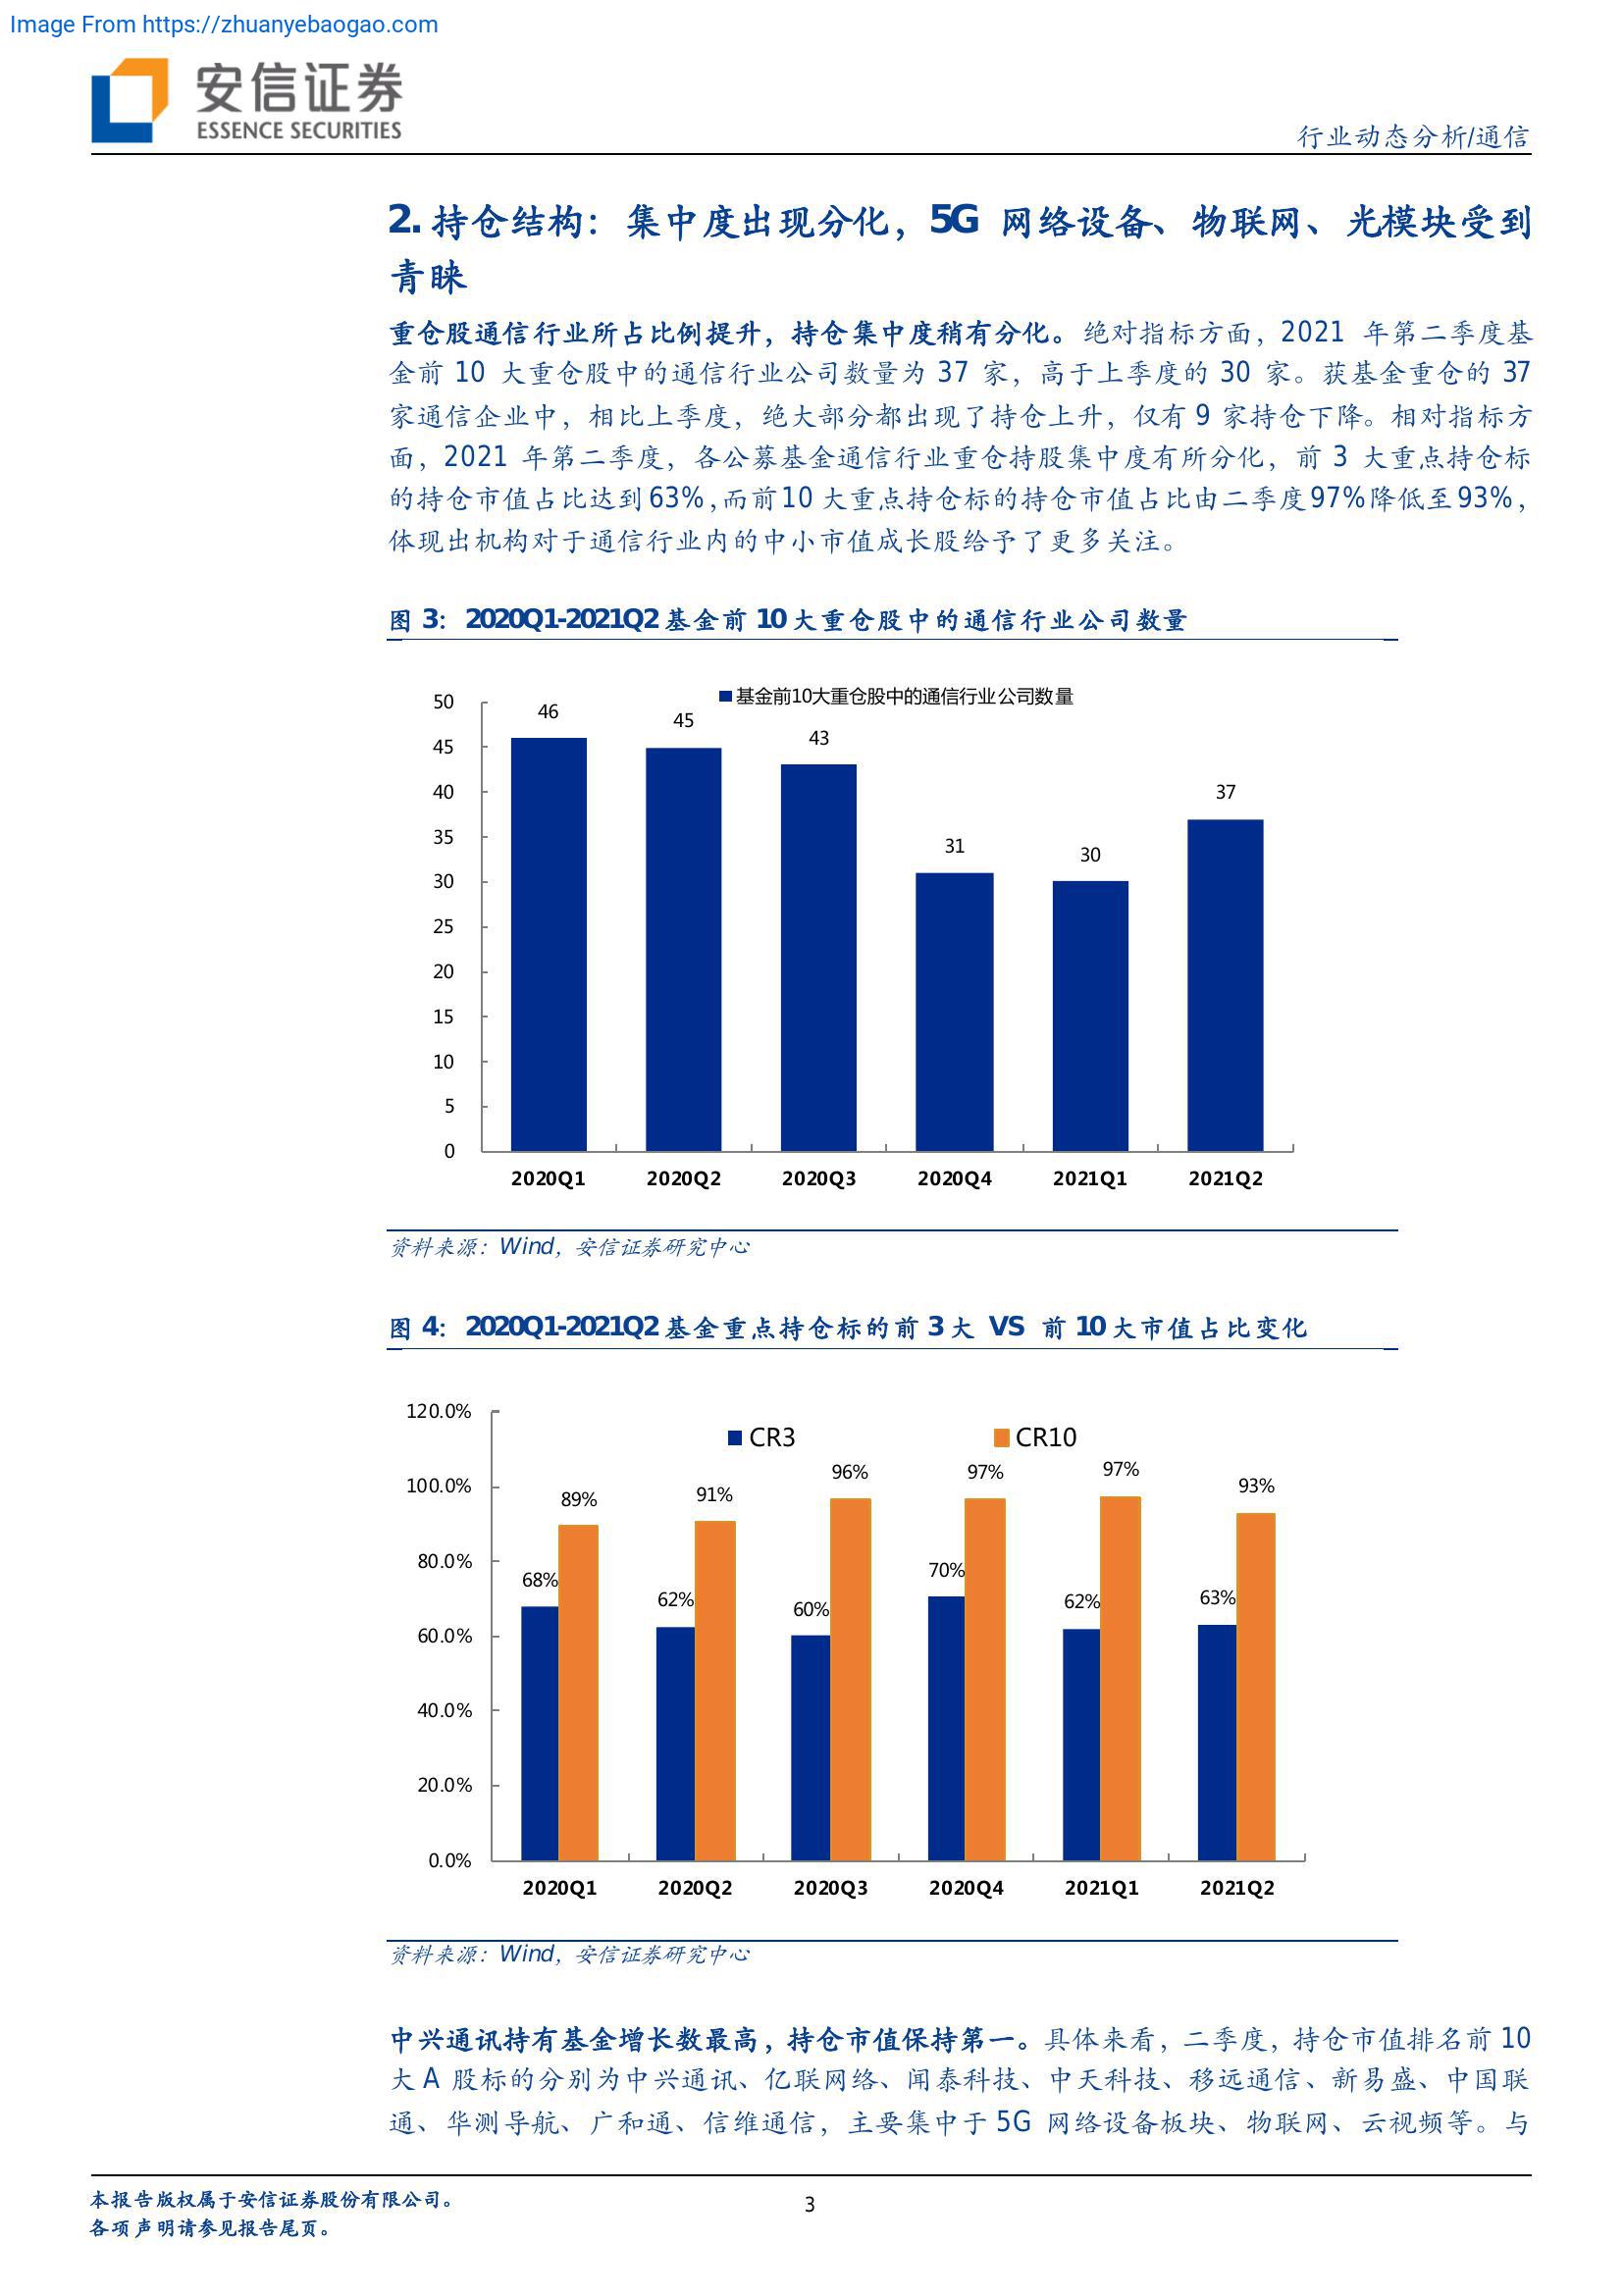 Image From https://zhuanyebaogao.com
安信证券
ESSENCE SECURITIES
行业动态分析/通信
2. 持仓结构：集中度出现分化，5G 网络设备、物联网、光模块受到
青睐
重仓股通信行业所占比例提升，持仓集中度稍有分化。绝对指标方面，2021 年第二季度基
金前 10 大重仓股中的通信行业公司数量为 37 家，高于上季度的 30 家。获基金重仓的 37
家通信企业中，相比上季度，绝大部分都出现了持仓上升，仅有 9 家持仓下降。相对指标方
面，2021 年第二季度，各公募基金通信行业重仓持股集中度有所分化，前 3 大重点持仓标
的持仓市值占比达到 63%，而前 10 大重点持仓标的持仓市值占比由二季度 97%降低至 93%，
体现出机构对于通信行业内的中小市值成长股给予了更多关注。
图 3：2020Q1-2021Q2 基金前 10 大重仓股中的通信行业公司数量
基金前10大重仓股中的通信行业公司数量
50
45
40
35
30
25
20
15
10
5
0
46
45
43
31
30
37
2020Q1 2020Q2 2020Q3 2020Q4 2021Q1 2021Q2
资料来源：Wind，安信证券研究中心
图 4：2020Q1-2021Q2 基金重点持仓标的前 3 大 VS 前 10 大市值占比变化
CR3 CR10
120.0%
100.0%
80.0%
60.0%
40.0%
20.0%
0.0%
68% 89%
62% 91%
60% 96%
70% 97%
62% 97%
63% 93%
2020Q1 2020Q2 2020Q3 2020Q4 2021Q1 2021Q2
资料来源：Wind，安信证券研究中心
中兴通讯持有基金增长数最高，持仓市值保持第一。具体来看，二季度，持仓市值排名前 10
大 A 股标的分别为中兴通讯、亿联网络、闻泰科技、中天科技、移远通信、新易盛、中国联
通、华测导航、广和通、信维通信，主要集中于 5G 网络设备板块、物联网、云视频等。与
本报告版权属于安信证券股份有限公司。
各项声明请参见报告尾页。
3